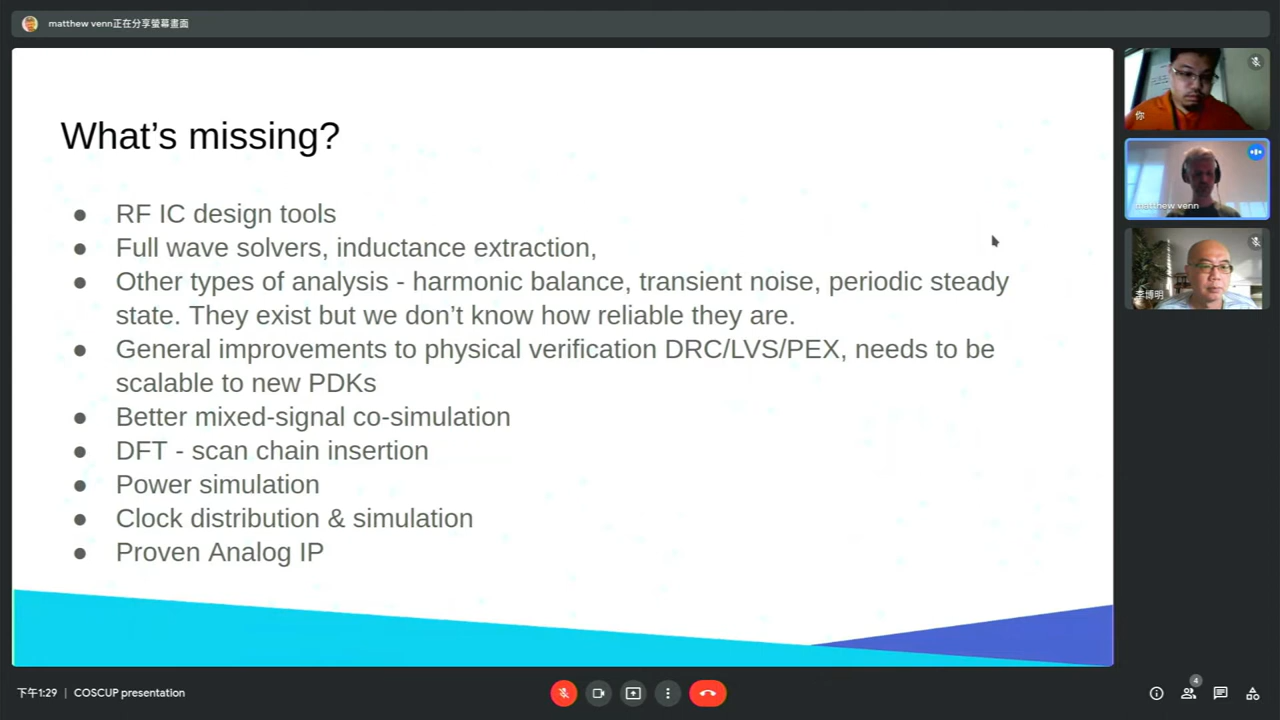 matthew venn正在分享螢幕畫面
What's missing?
● RF IC design tools
● Full wave solvers, inductance extraction,
● Other types of analysis - harmonic balance, transient noise, periodic steady
state. They exist but we don't know how reliable they are.
● General improvements to physical verification DRC/LVS/PEX, needs to be
scalable to new PDKs
● Better mixed-signal co-simulation
● DFT - scan chain insertion
● Power simulation
● Clock distribution & simulation
● Proven Analog IP
你
matthew venn
李博明
下午1:29 | COSCUP presentation
4